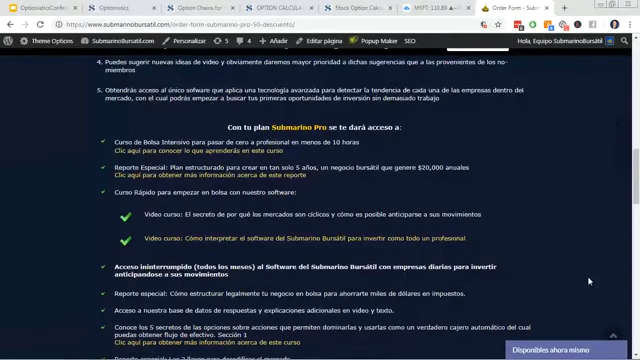 OptionisticsConfe
Optionistics
Option Chains fo
OPTION CALCULA
Stock Option Calc
MSFT: 110,89
Order Form - Subm
https://www.submarinobursatil.com/order-form-submarino-pro-50-descuento/
Theme Options
SubmarinoBursátil.com
Personalizar
5
0
Añadir
Editar página
Popup Maker
Hola, Equipo SubmarinoBursátil
4. Puedes sugerir nuevas ideas de video y obviamente daremos mayor prioridad a dichas sugerencias que a las provenientes de los no-
miembros
5. Obtendrás acceso al único software que aplica una tecnología avanzada para detectar la tendencia de cada una de las empresas dentro del
mercado, con el cual podrás empezar a buscar tus primeras oportunidades de inversión sin demasiado trabajo
Con tu plan Submarino Pro se te dará acceso a:
Curso de Bolsa Intensivo para pasar de cero a profesional en menos de 10 horas
Clic aquí para conocer lo que aprenderás en este curso
Reporte Especial: Plan estructurado para crear en tan solo 5 años, un negocio bursátil que genere $20,000 anuales
Clic aquí para obtener más información acerca de este reporte
Curso Rápido para empezar en bolsa con nuestro software:
Video curso: El secreto de por qué los mercados son cíclicos y cómo es posible anticiparse a sus movimientos
Video curso: Cómo interpretar el software del Submarino Bursátil para invertir como todo un profesional
Acceso ininterrumpido (todos los meses) al Software del Submarino Bursátil con empresas diarias para invertir
anticipandose a sus movimientos
Reporte especial: Cómo estructurar legalmente tu negocio en bolsa para ahorrarte miles de dólares en impuestos.
Acceso a nuestra base de datos de respuestas y explicaciones adicionales en video y texto.
Conoce los 5 secretos de las opciones sobre acciones que permiten dominarlas y usarlas como un verdadero cajero automático del cual
puedas obtener flujo de efectivo. Sección 1
Clic aquí para obtener más información acerca de este curso
Disponibles ahora mismo